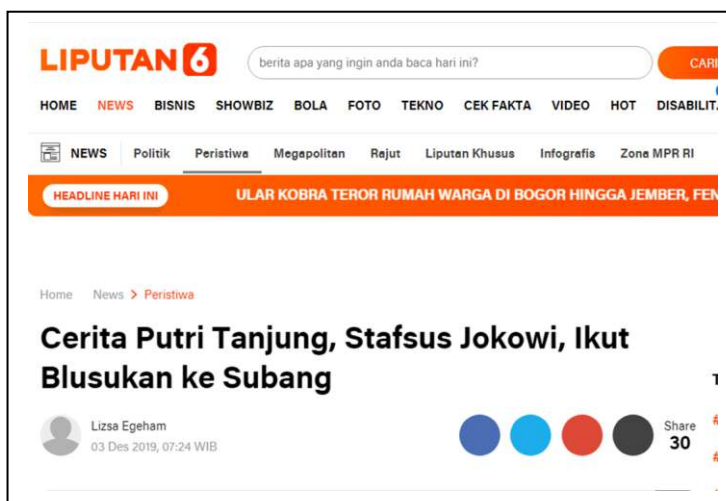 LIPUTAN 6
berita apa yang ingin anda baca hari ini?
CARI
HOME NEWS BISNIS SHOWBIZ BOLA FOTO TEKNO CEK FAKTA VIDEO HOT DISABILIT
NEWS Politik Peristiwa Megapolitan Rajut Liputan Khusus Infografis Zona MPR RI
HEADLINE HARI INI ULAR KOBRA TEROR RUMAH WARGA DI BOGOR HINGGA JEMBER, FEN
Home News > Peristiwa
Cerita Putri Tanjung, Stafsus Jokowi, Ikut
Blusukan ke Subang
Lizsa Egeham
03 Des 2019, 07:24 WIB
Share
30
T
#
#